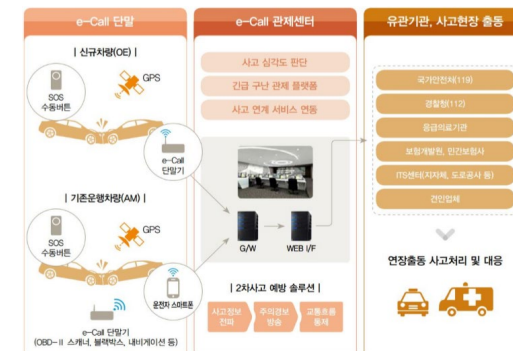 e-Call 단말
| 신규차량(OE) |
SOS
수동버튼
GPS
e-Call
단말기
| 기존운행차량(AM) |
SOS
수동버튼
GPS
운전자 스마트폰
e-Call 단말기
(OBD-II 스캐너, 블랙박스, 내비게이션 등)
e-Call 관제센터
사고 심각도 판단
긴급 구난 관제 플랫폼
사고 연계 서비스 연동
G/W
WEB I/F
| 2차사고 예방 솔루션 |
사고정보
전파
주의경보
방송
교통흐름
통제
유관기관, 사고현장 출동
국가안전처(119)
경찰청(112)
응급의료기관
보험개발원, 민간보험사
ITS센터(지자체, 도로공사 등)
견인업체
연장출동 사고처리 및 대응